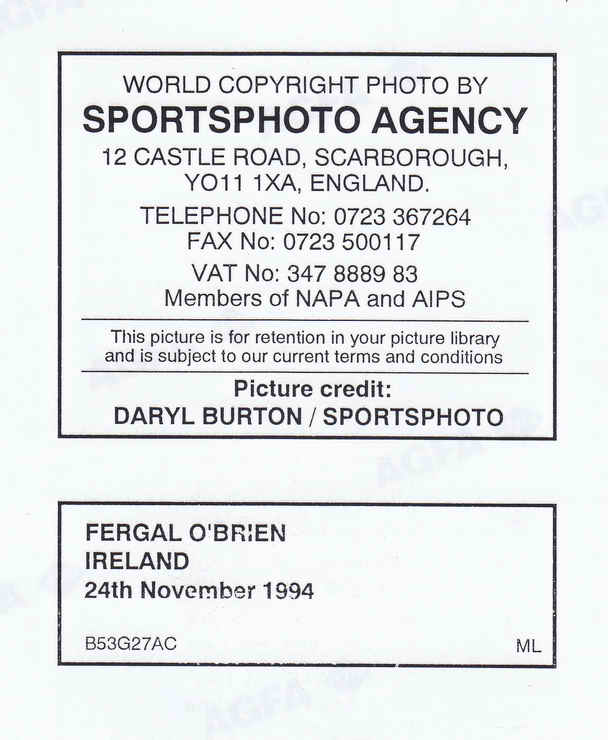 WORLD COPYRIGHT PHOTO BY
SPORTSPHOTO AGENCY
12 CASTLE ROAD, SCARBOROUGH,
YO11 1XA, ENGLAND.
TELEPHONE No: 0723 367264
FAX No: 0723 500117
VAT No: 347 8889 83
Members of NAPA and AIPS
This picture is for retention in your picture library
and is subject to our current terms and conditions
Picture credit:
DARYL BURTON / SPORTSPHOTO
AGFA
FERGAL O'BRIEN
IRELAND
24th November 1994
B53G27AC ML
AGFA